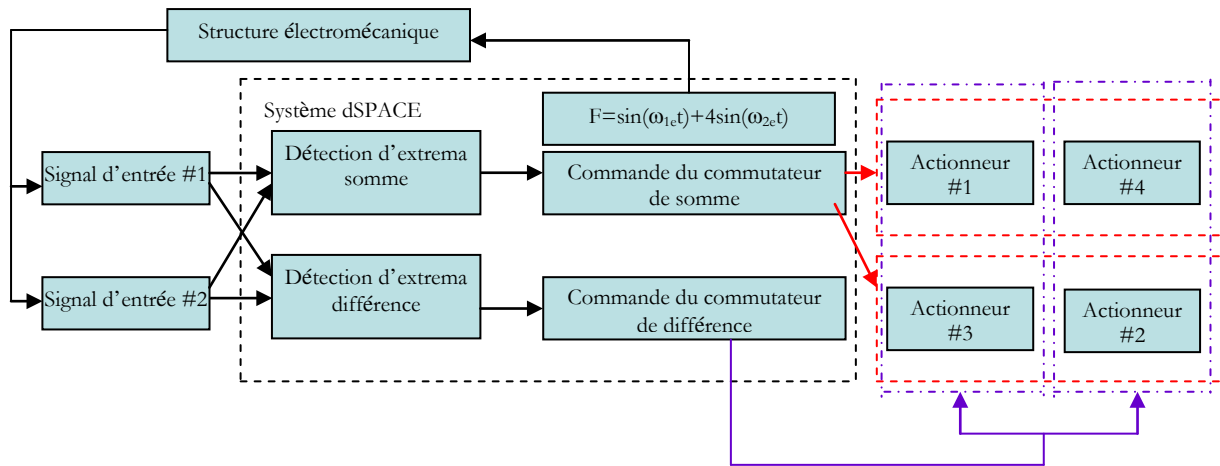 Structure électromécanique
Système dSPACE
F=sin(ω1et)+4sin(ω2et)
Signal d'entrée #1
Détection d'extrema
somme
Commande du commutateur
de somme
Actionneur
#1
Actionneur
#4
Signal d'entrée #2
Détection d'extrema
différence
Commande du commutateur
de différence
Actionneur
#3
Actionneur
#2